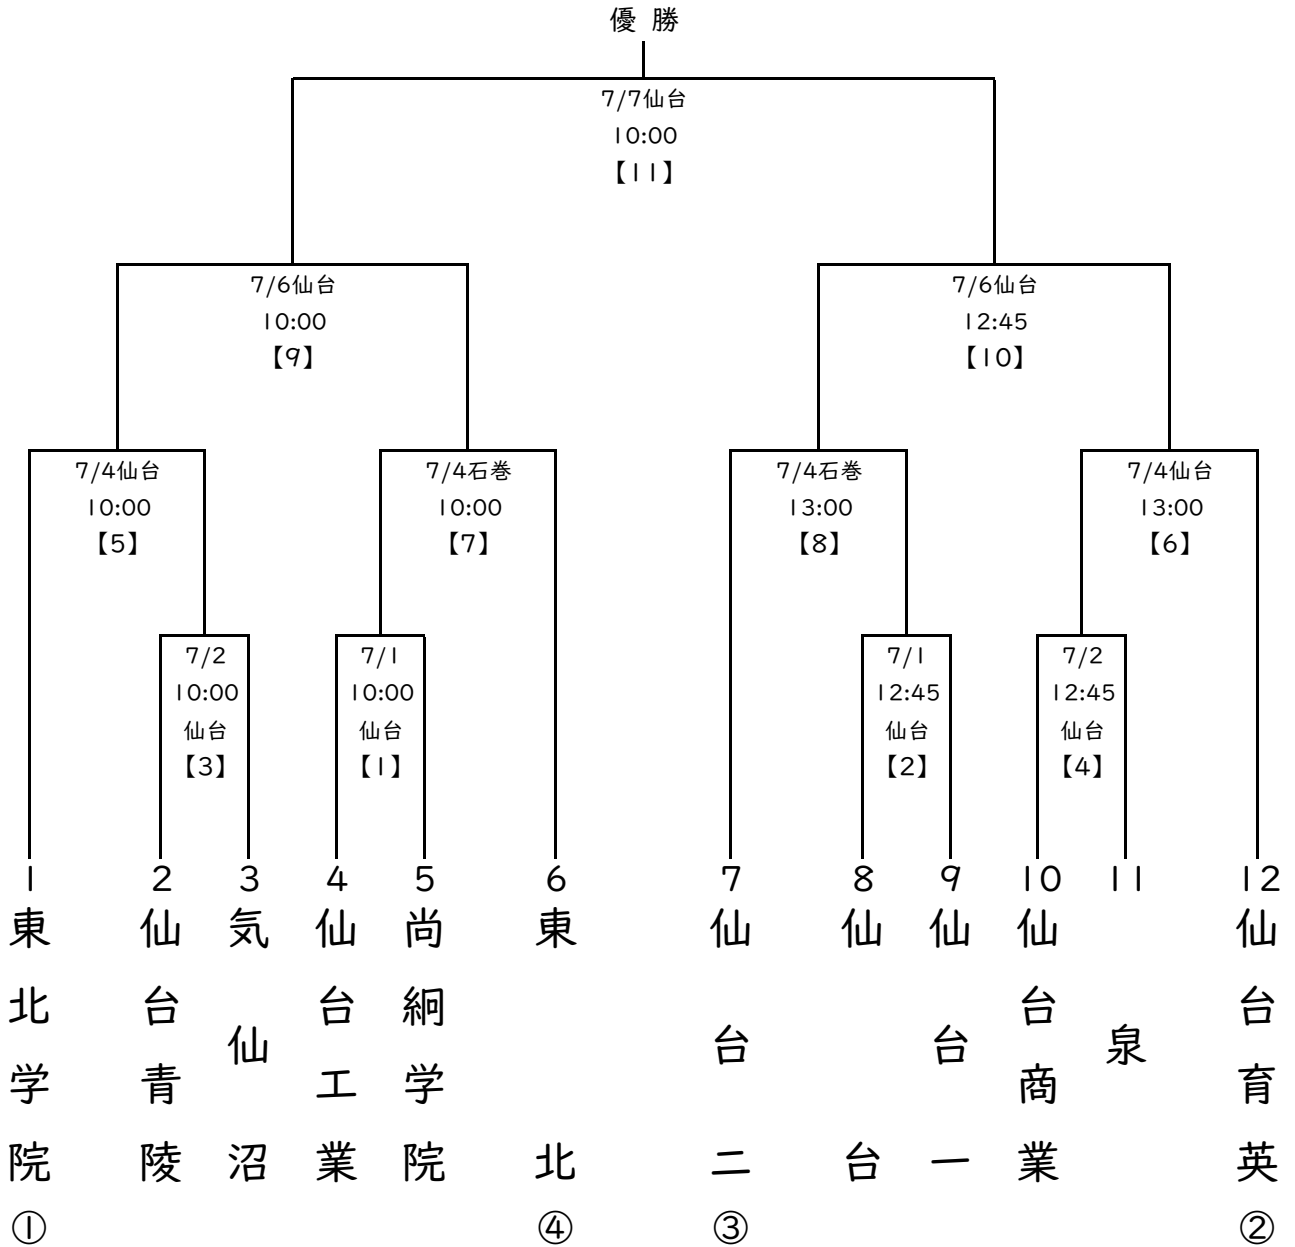 優 勝
7/7仙台
10:00
【11】
7/6仙台
10:00
【9】
7/6仙台
12:45
【10】
7/4仙台
10:00
【5】
7/4石巻
10:00
【7】
7/4石巻
13:00
【8】
7/4仙台
13:00
【6】
7/2
10:00
仙台
【3】
7/1
10:00
仙台
【1】
7/1
12:45
仙台
【2】
7/2
12:45
仙台
【4】
1
東北学院
①
2
仙台青陵
3
気仙沼
4
仙台工業
5
尚絅学院
6
東北
④
7
仙台二
③
8
仙台
9
仙台一
10
仙台商業
11
泉
12
仙台育英
②